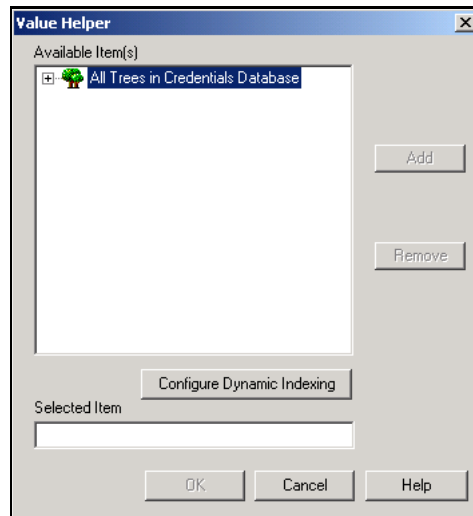 Value Helper
Available Item(s)
All Trees in Credentials Database
Add
Remove
Configure Dynamic Indexing
Selected Item
OK Cancel Help